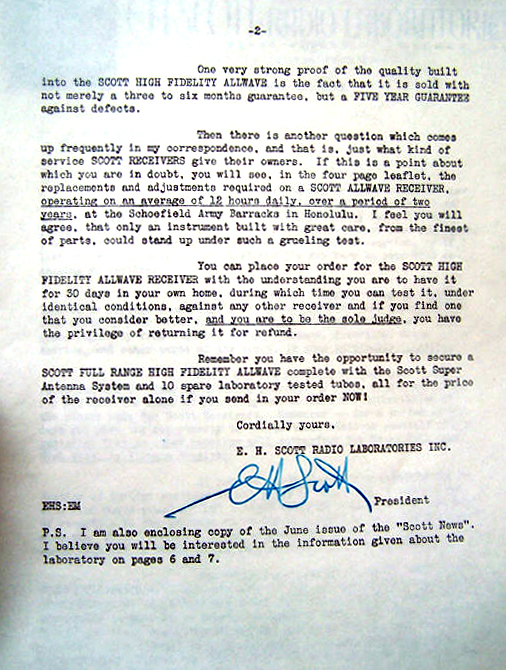 -2-
One very strong proof of the quality built
into the SCOTT HIGH FIDELITY ALLWAVE is the fact that it is sold with
not merely a three to six months guarantee, but a FIVE YEAR GUARANTEE
against defects.
Then there is another question which comes
up frequently in my correspondence, and that is, just what kind of
service SCOTT RECEIVERS give their owners. If this is a point about
which you are in doubt, you will see, in the four page leaflet, the
replacements and adjustments required on a SCOTT ALLWAVE RECEIVER,
operating on an average of 12 hours daily, over a period of two
years, at the Schoefield Army Barracks in Honolulu. I feel you will
agree, that only an instrument built with great care, from the finest
of parts, could stand up under such a grueling test.
You can place your order for the SCOTT HIGH
FIDELITY ALLWAVE RECEIVER with the understanding you are to have it
for 30 days in your own home, during which time you can test it, under
identical conditions, against any other receiver and if you find one
that you consider better, and you are to be the sole judge, you have
the privilege of returning it for refund.
Remember you have the opportunity to secure a
SCOTT FULL RANGE HIGH FIDELITY ALLWAVE complete with the Scott Super
Antenna System and 10 spare laboratory tested tubes, all for the price
of the receiver alone if you send in your order NOW!
Cordially yours,
E. H. SCOTT RADIO LABORATORIES INC.
EH Scott
President
EHS:EM
P.S. I am also enclosing copy of the June issue of the "Scott News".
I believe you will be interested in the information given about the
laboratory on pages 6 and 7.